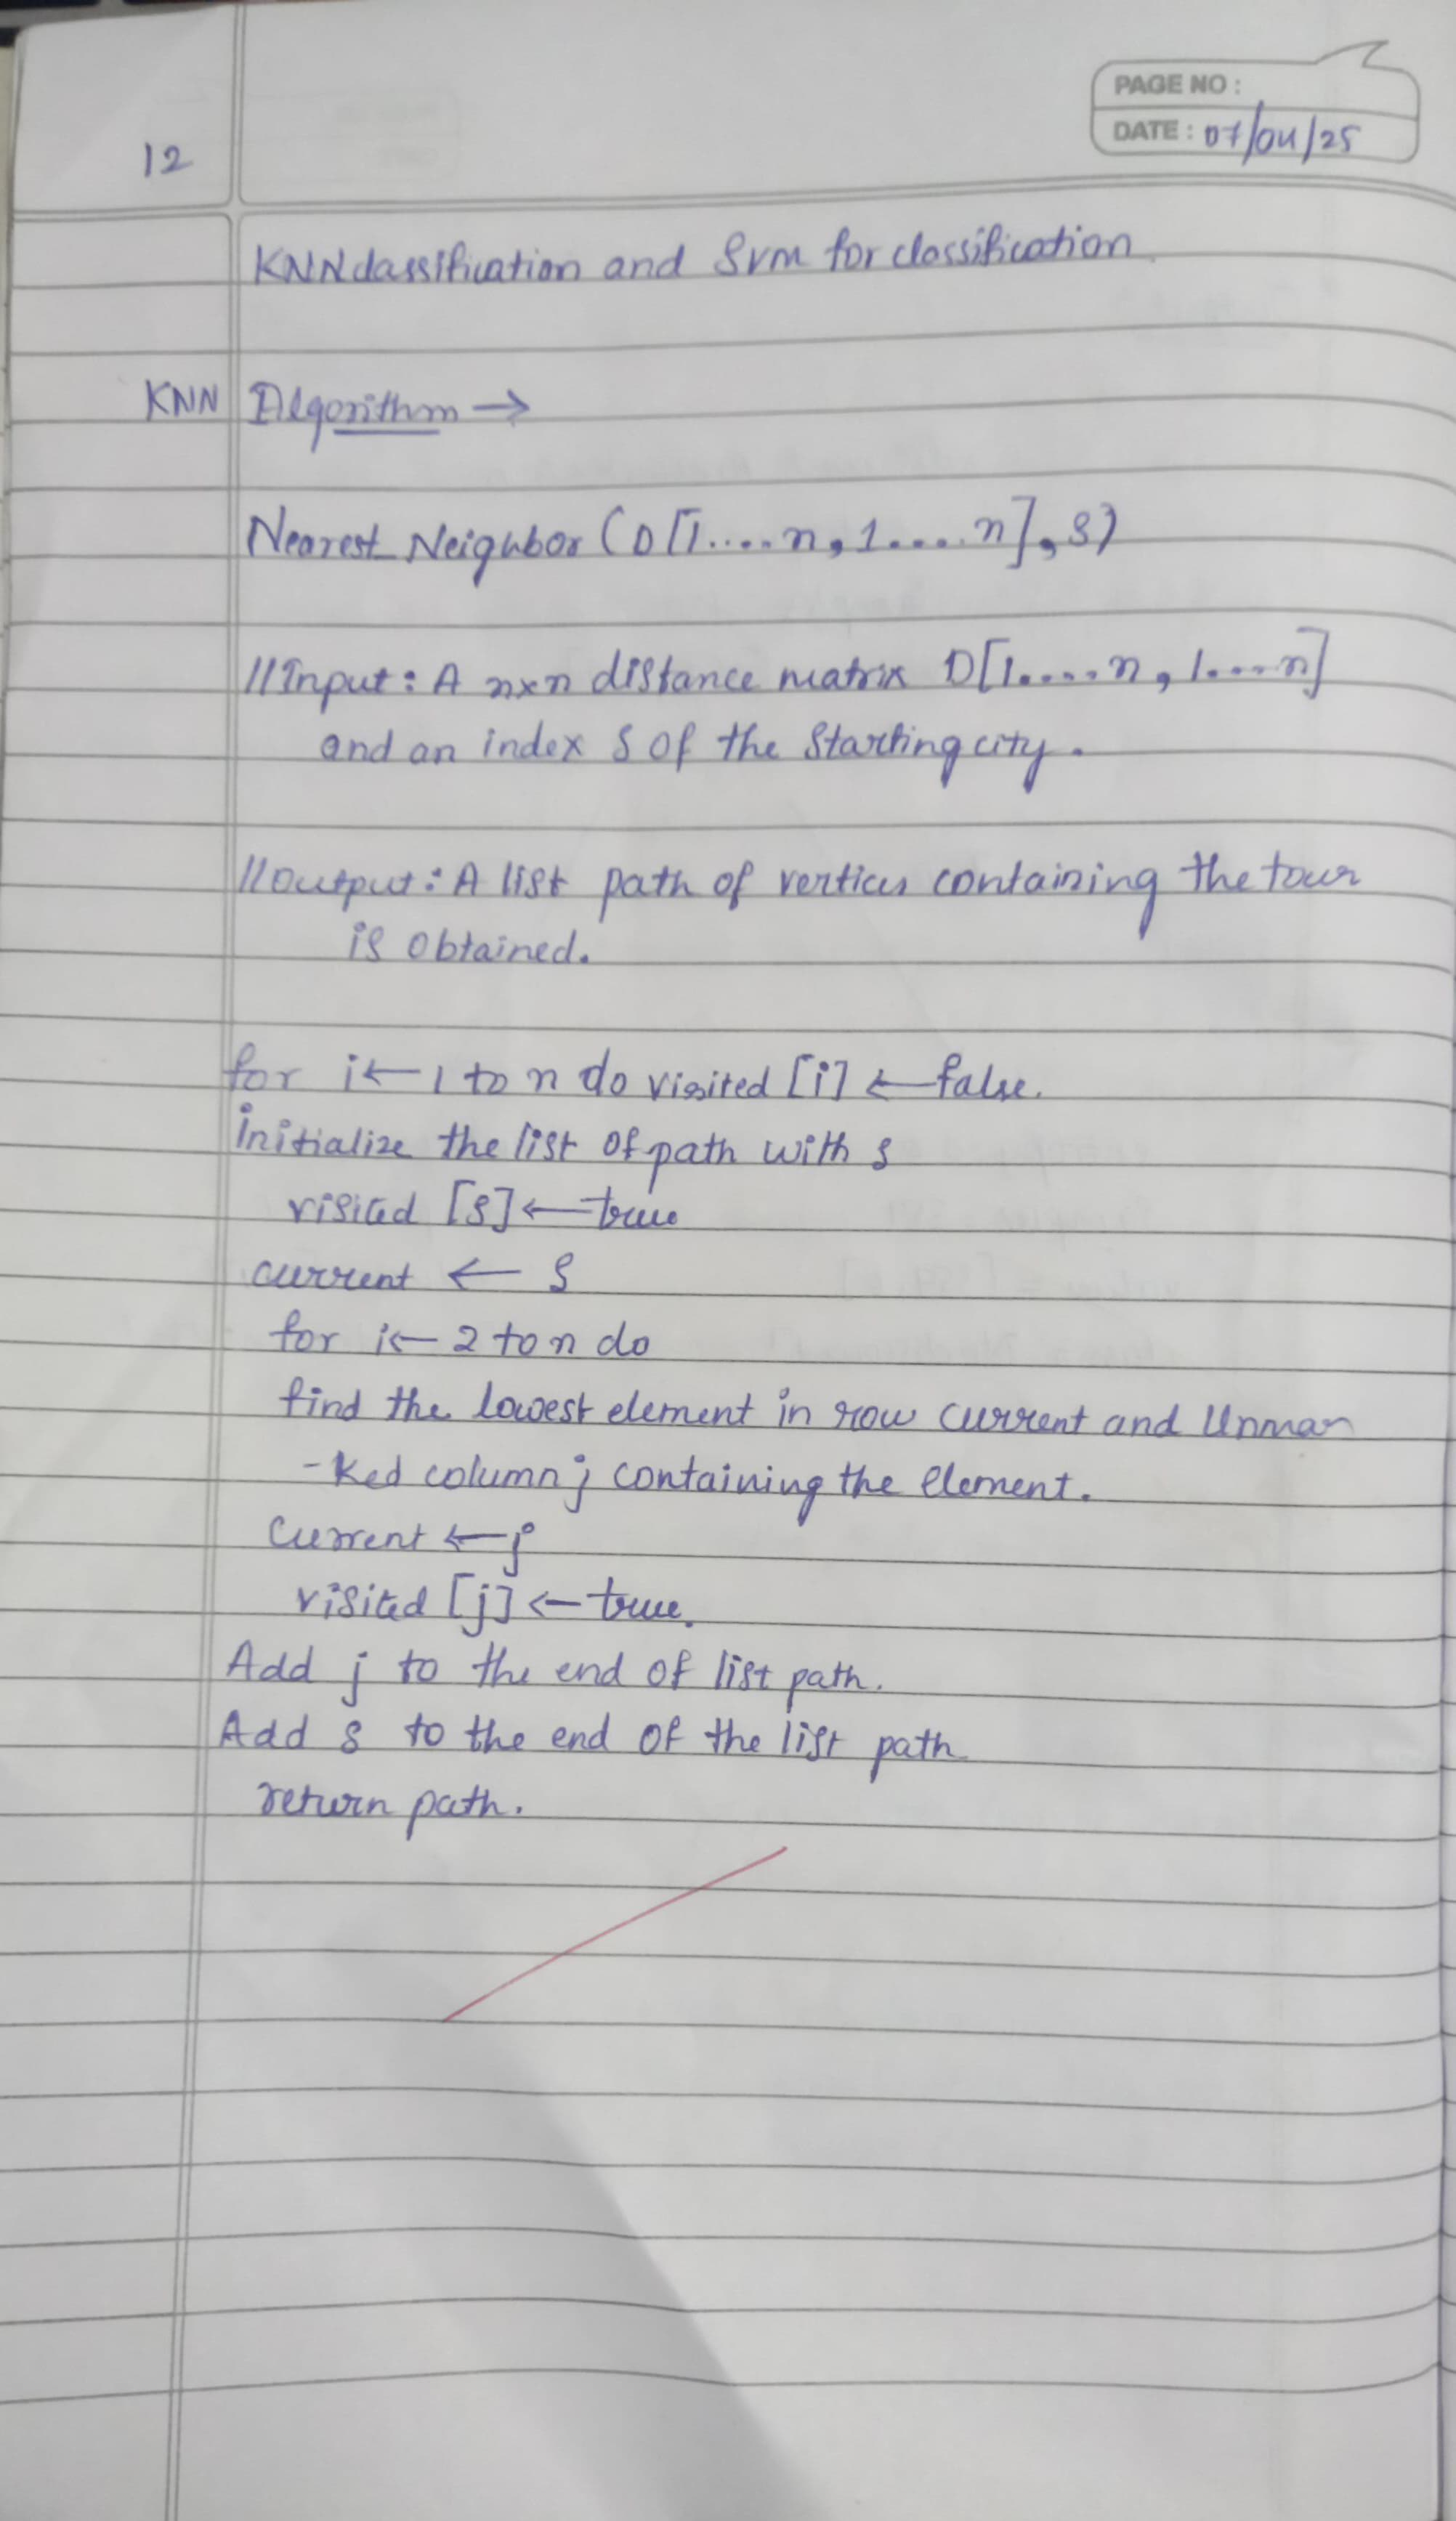 PAGE NO :
DATE : 07/04/25
12
KNN classification and SVM for classification
KNN Algorithm →
Nearest Neighbor (D[1....n, 1....n], s)
//Input: A n×n distance matrix D[1....n, 1....n]
and an index s of the starting city.
//Output: A list path of vertices containing the tour
is obtained.
for i ← 1 to n do visited [i] ← false.
initialize the list of path with s
visited [s] ← true
current ← s
for i ← 2 to n do
find the lowest element in row current and Unmar
-ked column j containing the element.
Current ← j
visited [j] ← true.
Add j to the end of list path.
Add s to the end of the list path
return path.